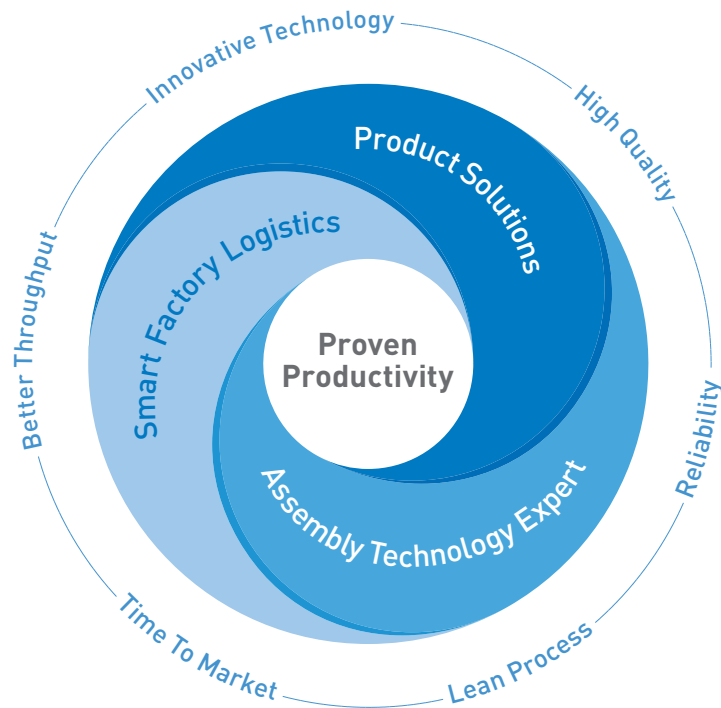 Innovative Technology
High Quality
Reliability
Lean Process
Time To Market
Better Throughput
Product Solutions
Assembly Technology Expert
Smart Factory Logistics
Proven
Productivity